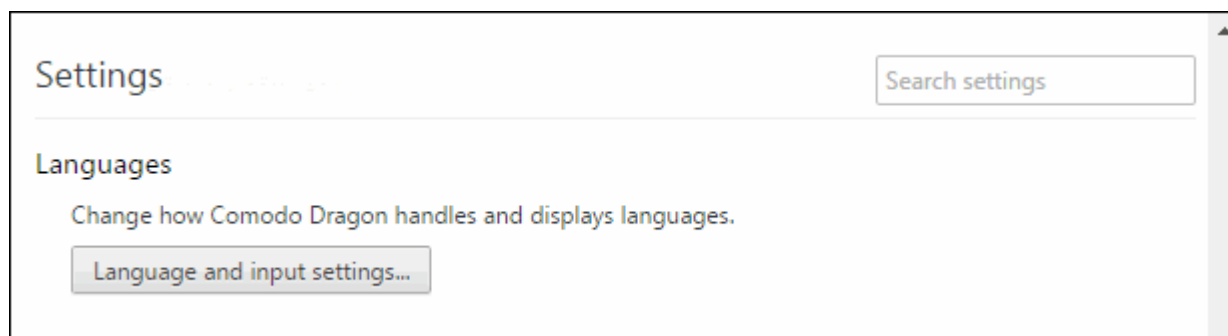 Settings
Search settings
Languages
Change how Comodo Dragon handles and displays languages.
Language and input settings...